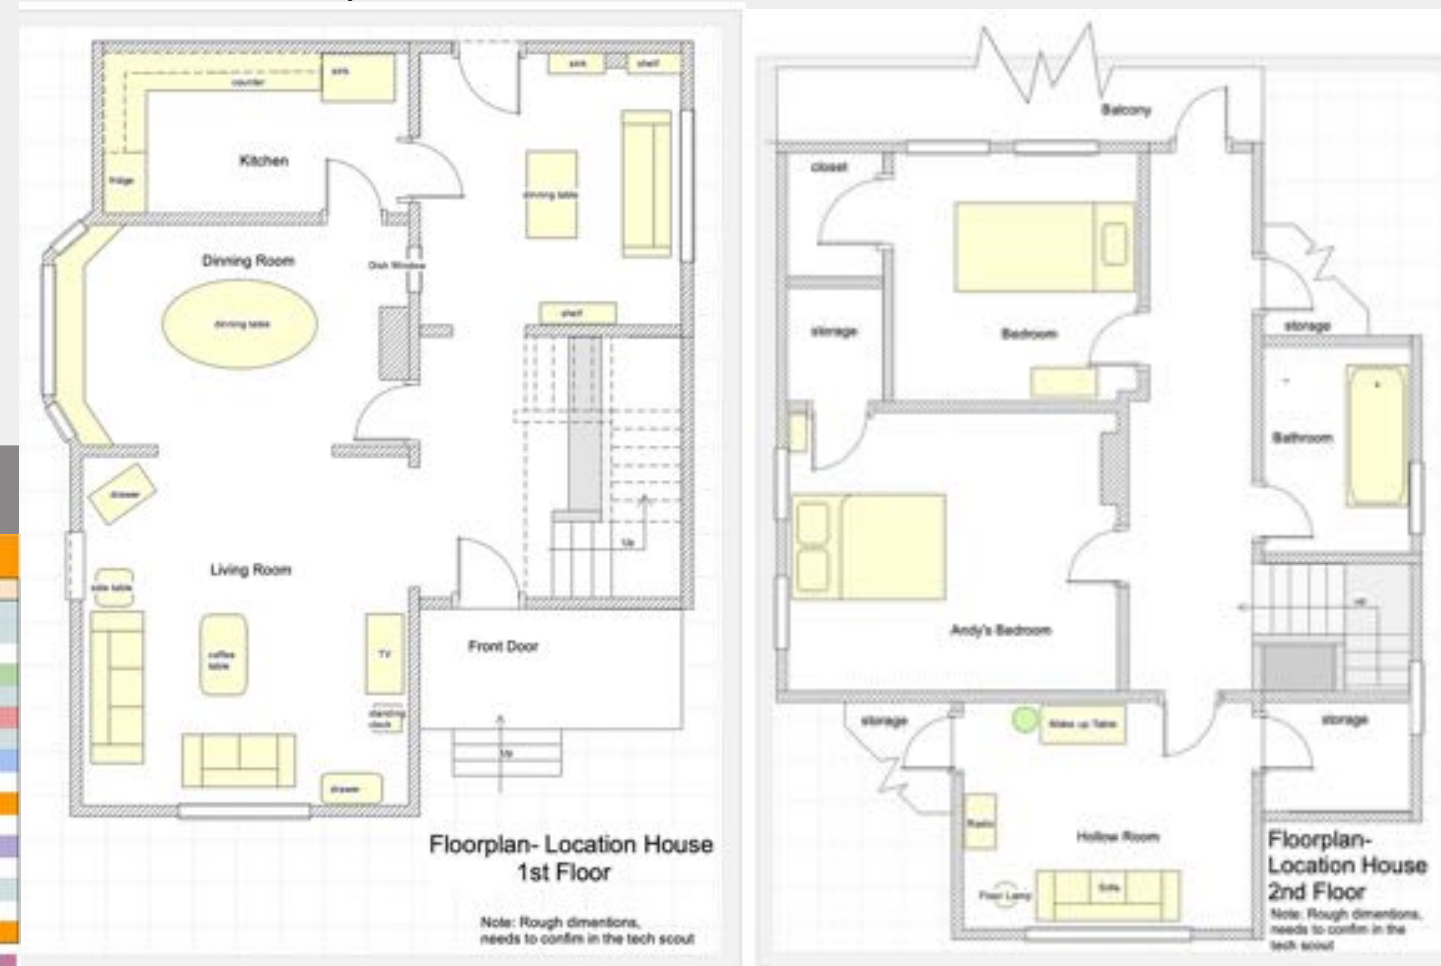 sink
counter
sink
shelf
Kitchen
fridge
dinning table
Dinning Room
Dish Window
dinning table
shelf
drawer
Up
Living Room
side table
coffee
table
TV
Front Door
standing
clock
Up
drawer
Floorplan- Location House
1st Floor
Note: Rough dimentions,
needs to confim in the tech scout
Balcony
closet
storage
Bedroom
storage
Bathroom
Andy's Bedroom
storage
Make up Table
storage
Radio
Hollow Room
Sofa
Floor Lamp
Floorplan-
Location House
2nd Floor
Note: Rough dimentions,
needs to confim in the
tech scout